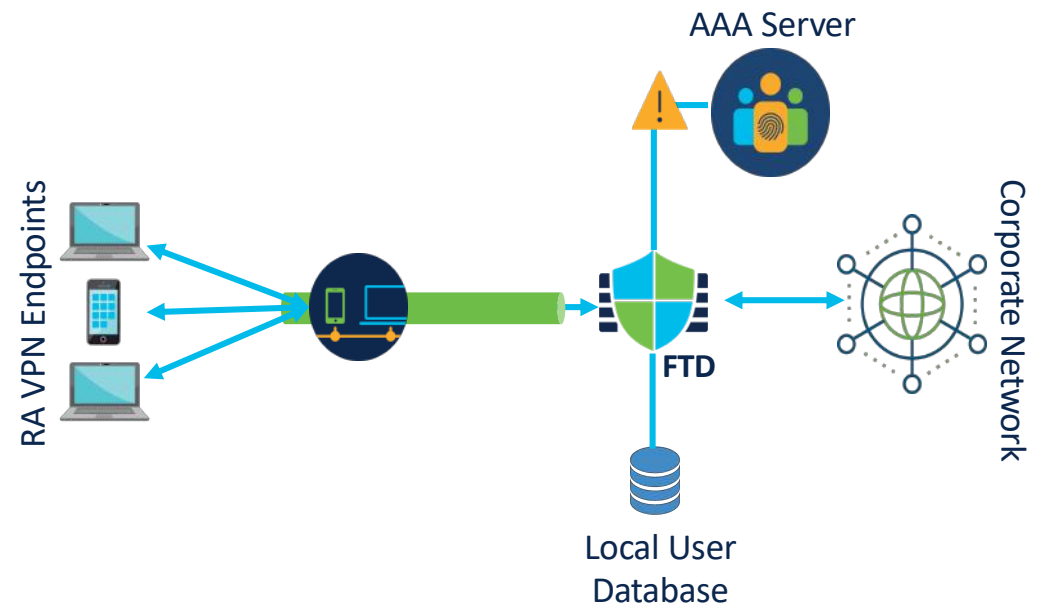 AAA Server
RA VPN Endpoints
Corporate Network
FTD
Local User
Database